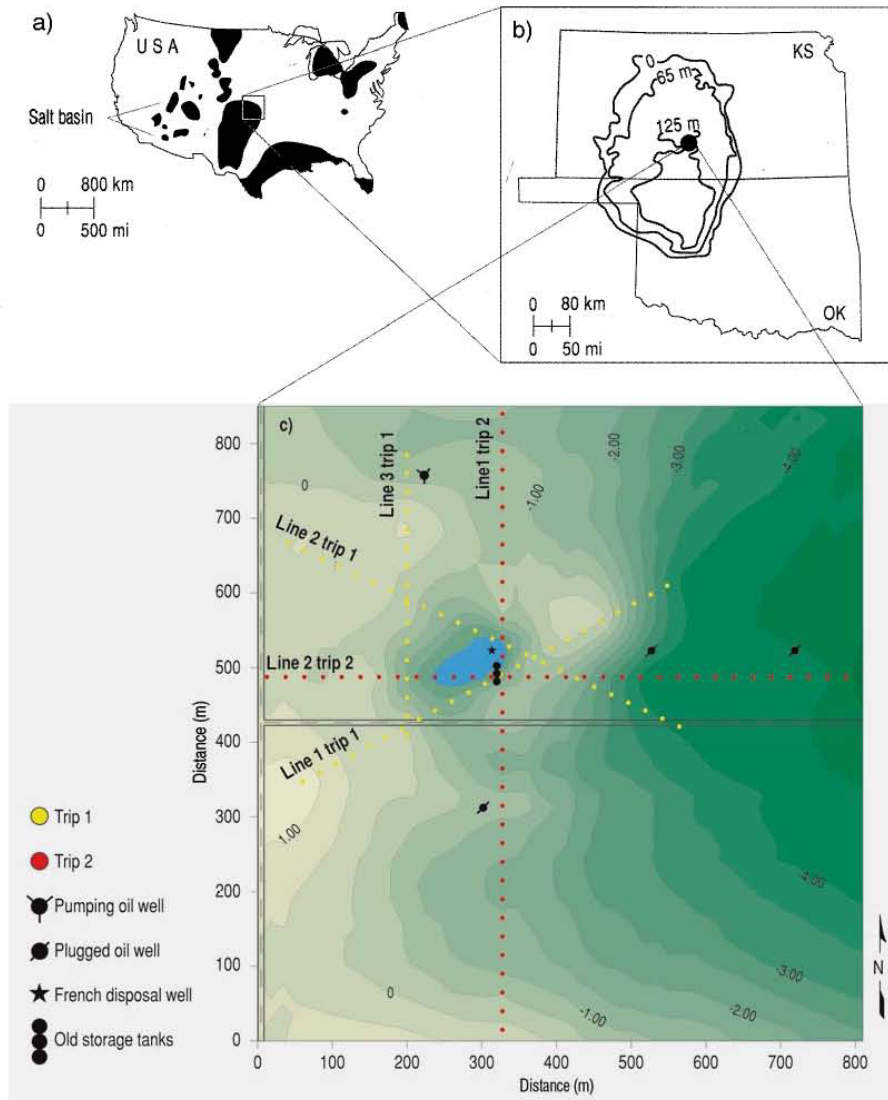 a)
USA
Salt basin
0 800 km
0 500 mi
b)
KS
0
65 m
125 m
0 80 km
0 50 mi
OK
c)
800
700
600
500
400
300
200
100
0
Distance (m)
0 100 200 300 400 500 600 700 800
Distance (m)
Line 3 trip 1
Line1 trip 2
Line 2 trip 1
Line 2 trip 2
Line 1 trip 1
0
-1.00
-2.00
-3.00
-4.00
1.00
0
-1.00
-2.00
-3.00
-4.00
N
Trip 1
Trip 2
Pumping oil well
Plugged oil well
French disposal well
Old storage tanks